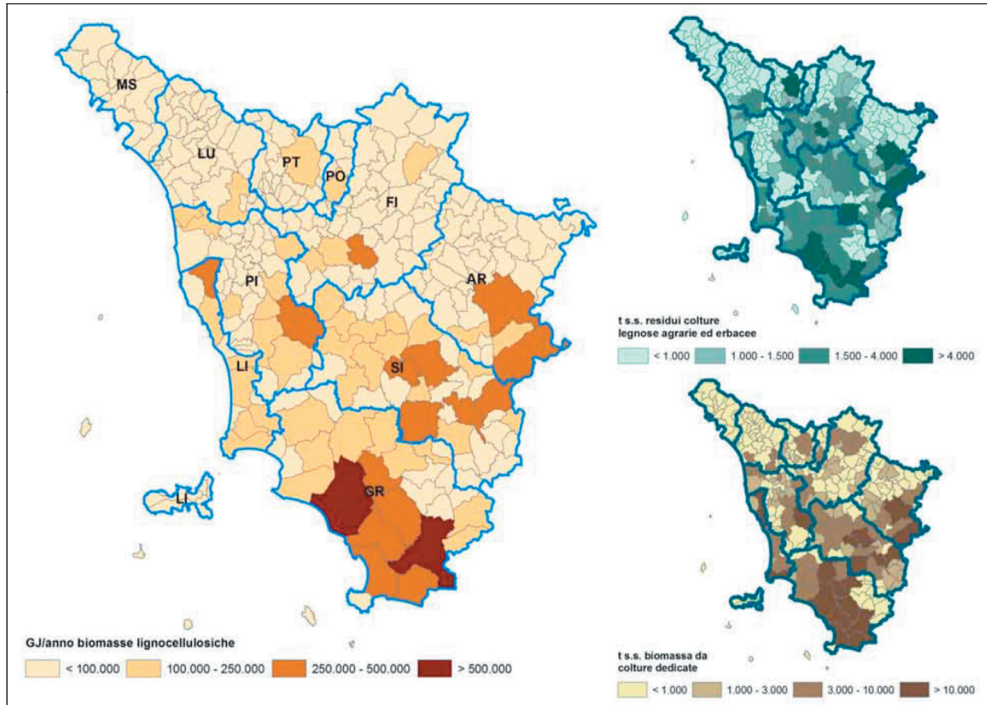 MS
LU
PT
PO
FI
PI
AR
LI
SI
GR
LI
GJ/anno biomasse lignocellulosiche
< 100.000 100.000 - 250.000 250.000 - 500.000 > 500.000
t s.s. residui colture
legnose agrarie ed erbacee
< 1.000 1.000 - 1.500 1.500 - 4.000 > 4.000
t s.s. biomassa da
colture dedicate
< 1.000 1.000 - 3.000 3.000 - 10.000 > 10.000